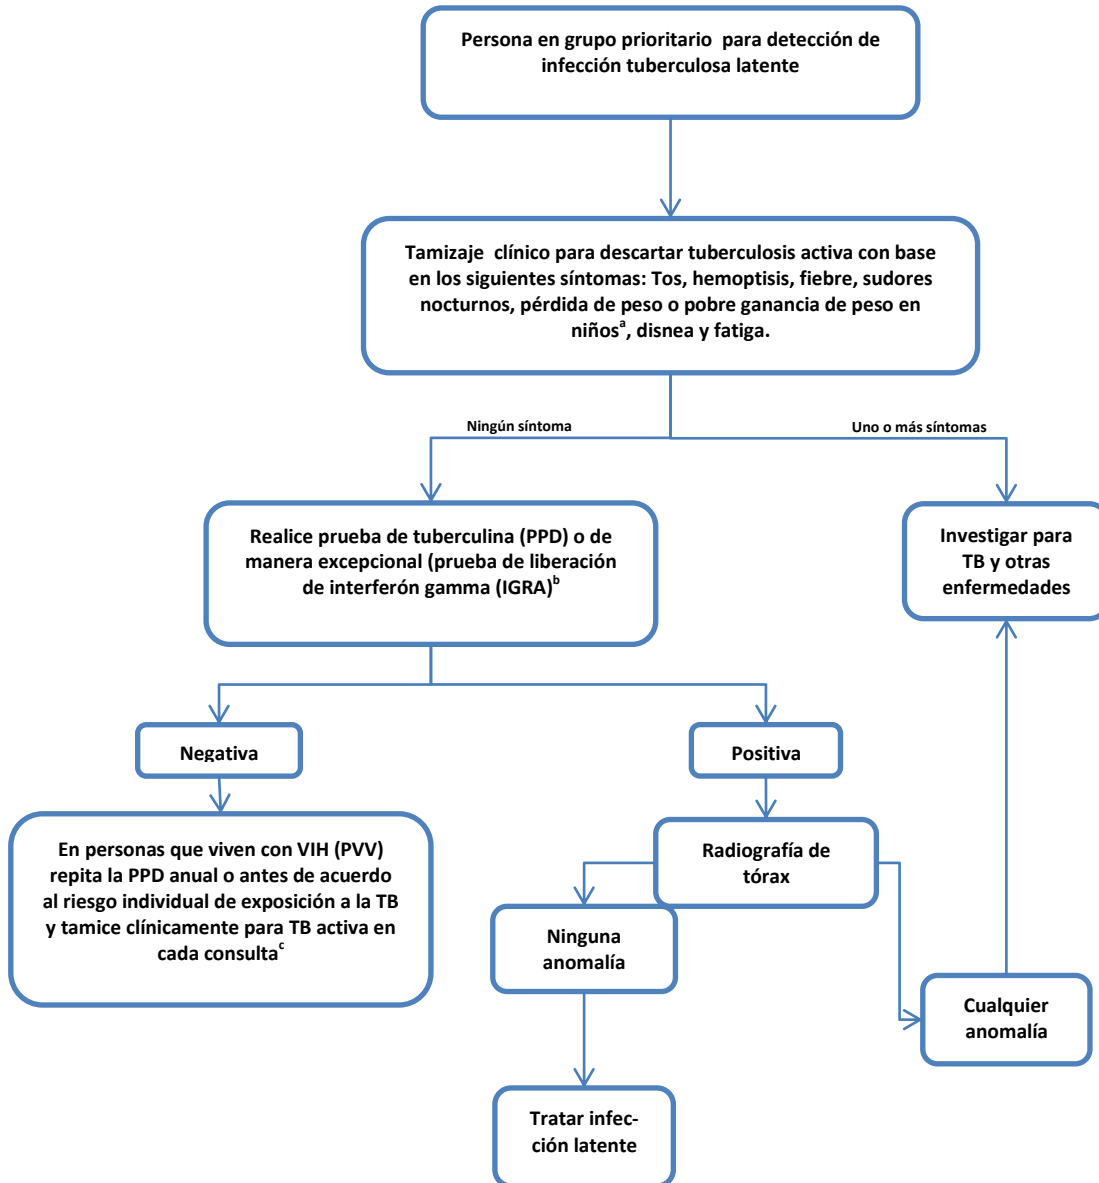 Persona en grupo prioritario para detección de
infección tuberculosa latente
Tamizaje clínico para descartar tuberculosis activa con base
en los siguientes síntomas: Tos, hemoptisis, fiebre, sudores
nocturnos, pérdida de peso o pobre ganancia de peso en
niñosa, disnea y fatiga.
Ningún síntoma
Uno o más síntomas
Realice prueba de tuberculina (PPD) o de
manera excepcional (prueba de liberación
de interferón gamma (IGRA)b
Investigar para
TB y otras
enfermedades
Negativa
Positiva
En personas que viven con VIH (PVV)
repita la PPD anual o antes de acuerdo
al riesgo individual de exposición a la TB
y tamice clínicamente para TB activa en
cada consultac
Radiografía de
tórax
Ninguna
anomalía
Cualquier
anomalía
Tratar infec-
ción latente